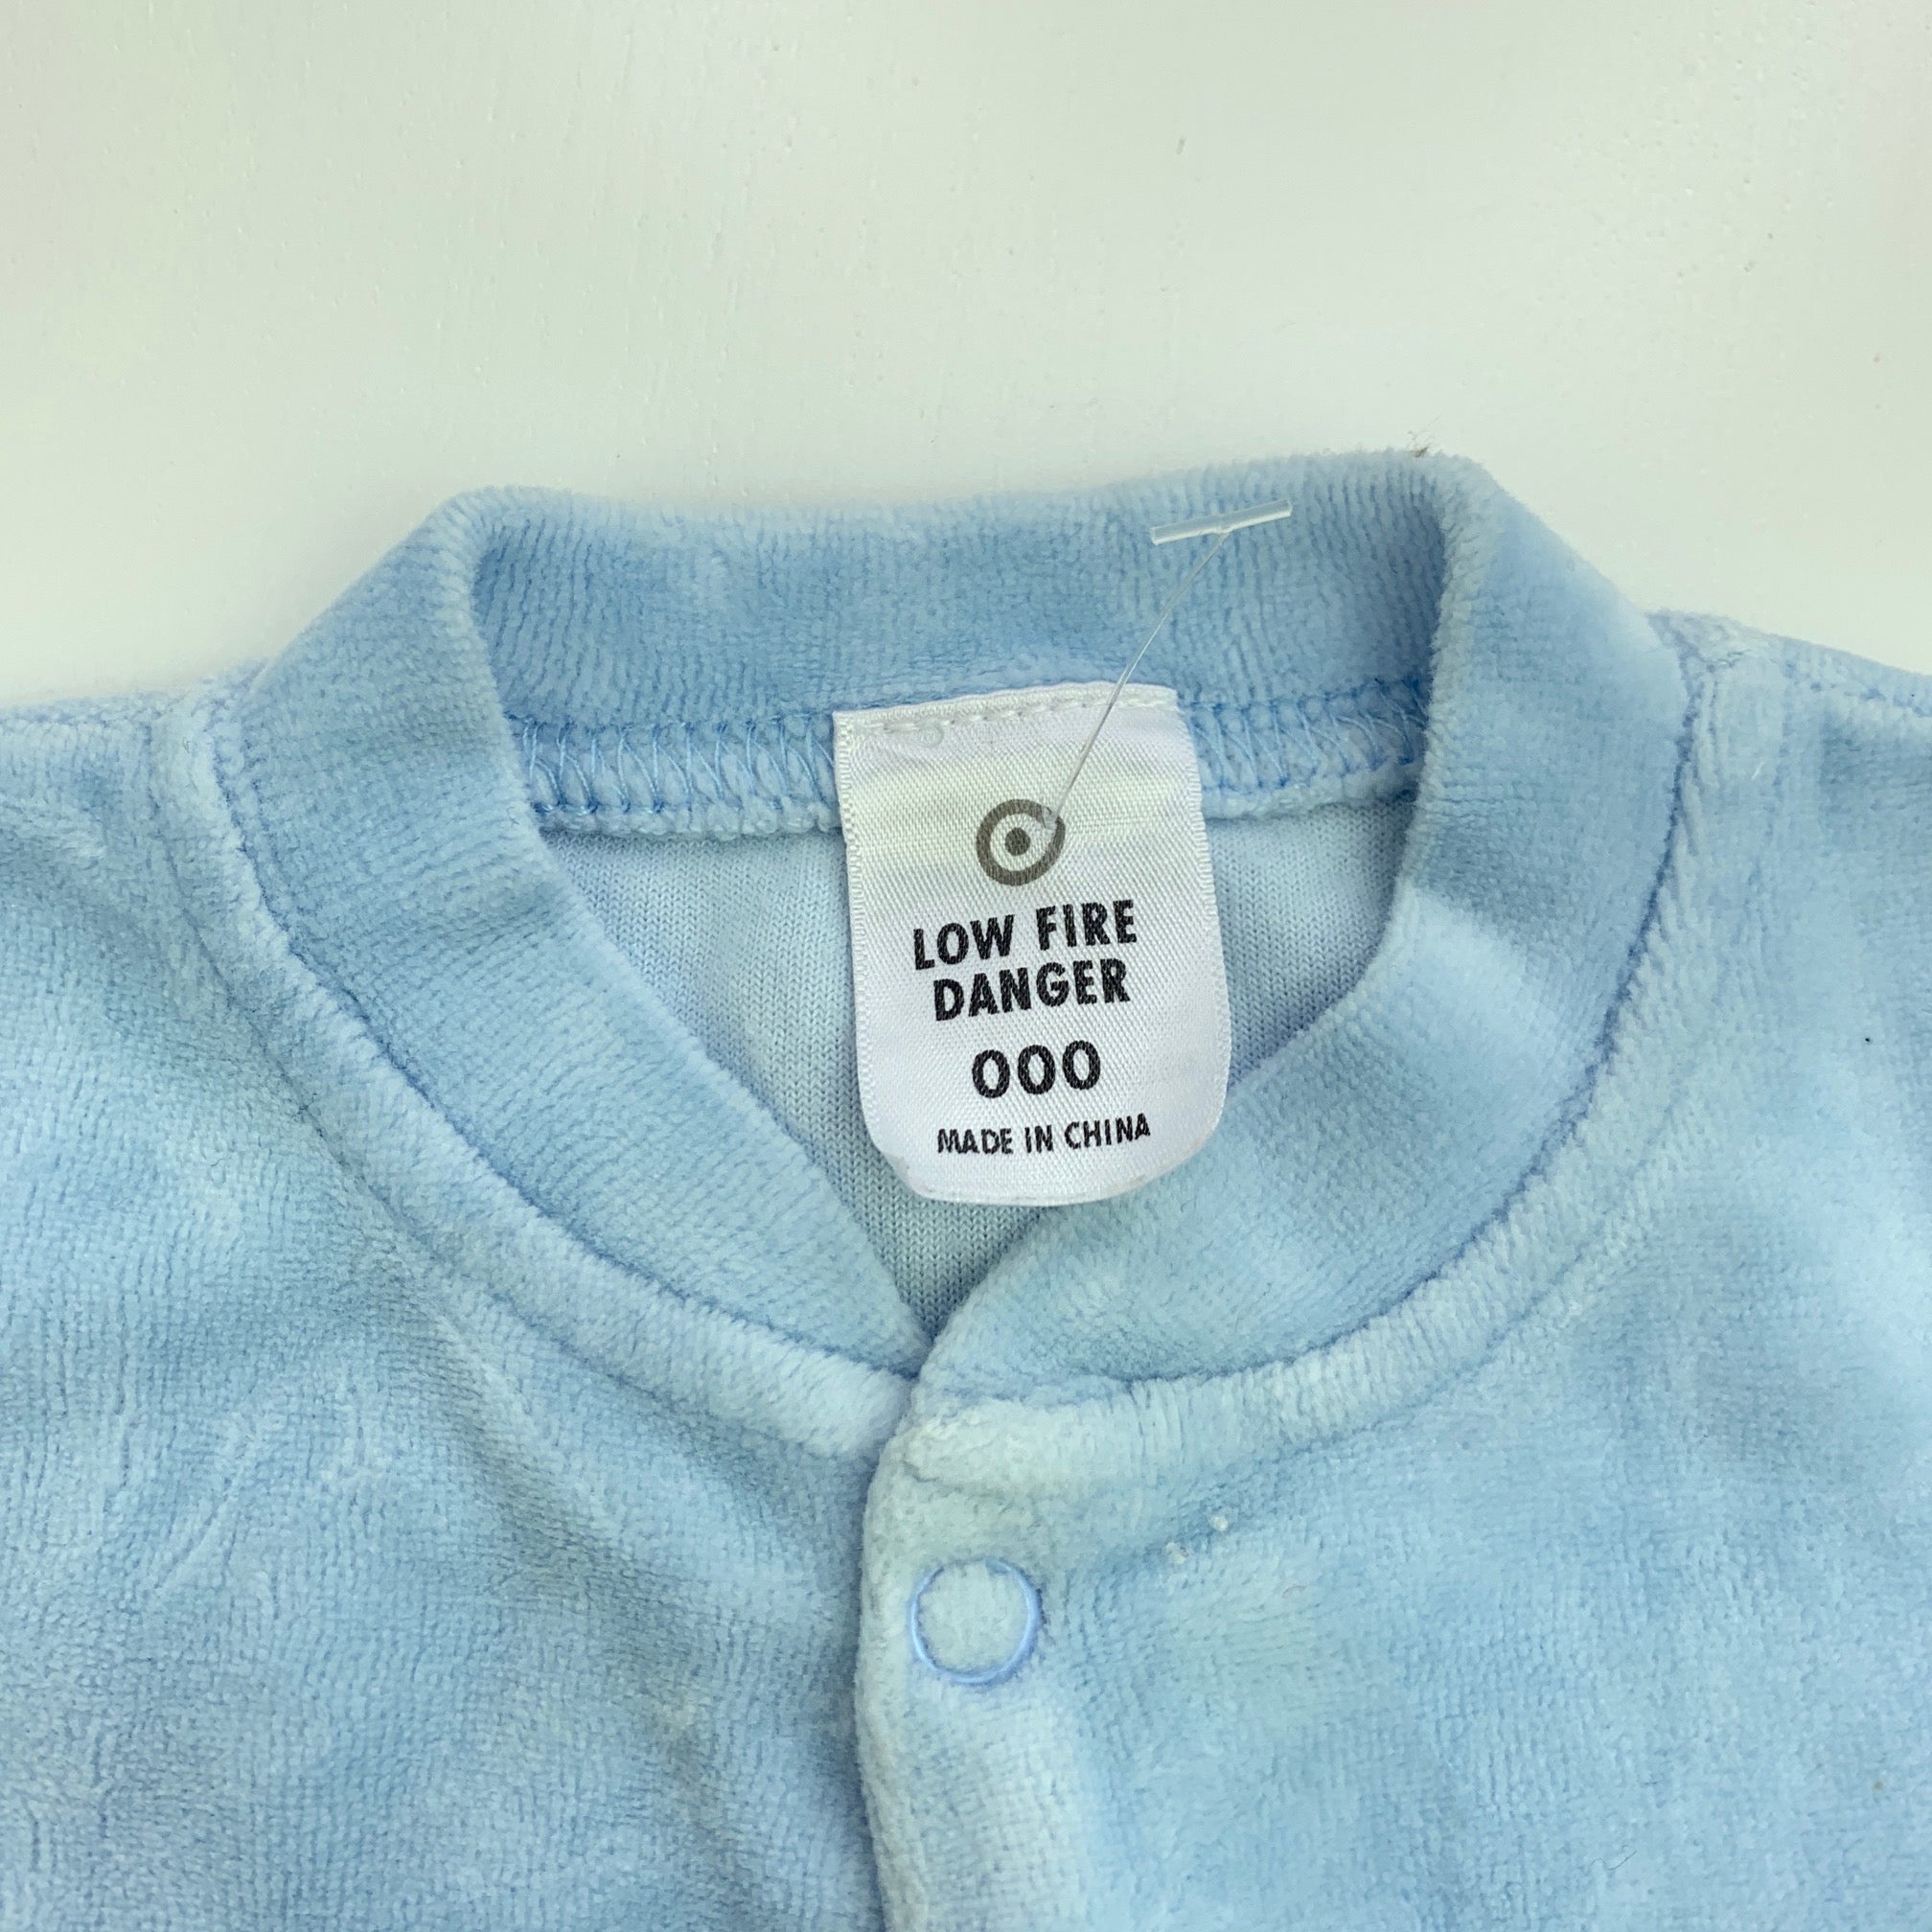 LOW FIRE
DANGER
000
MADE IN CHINA